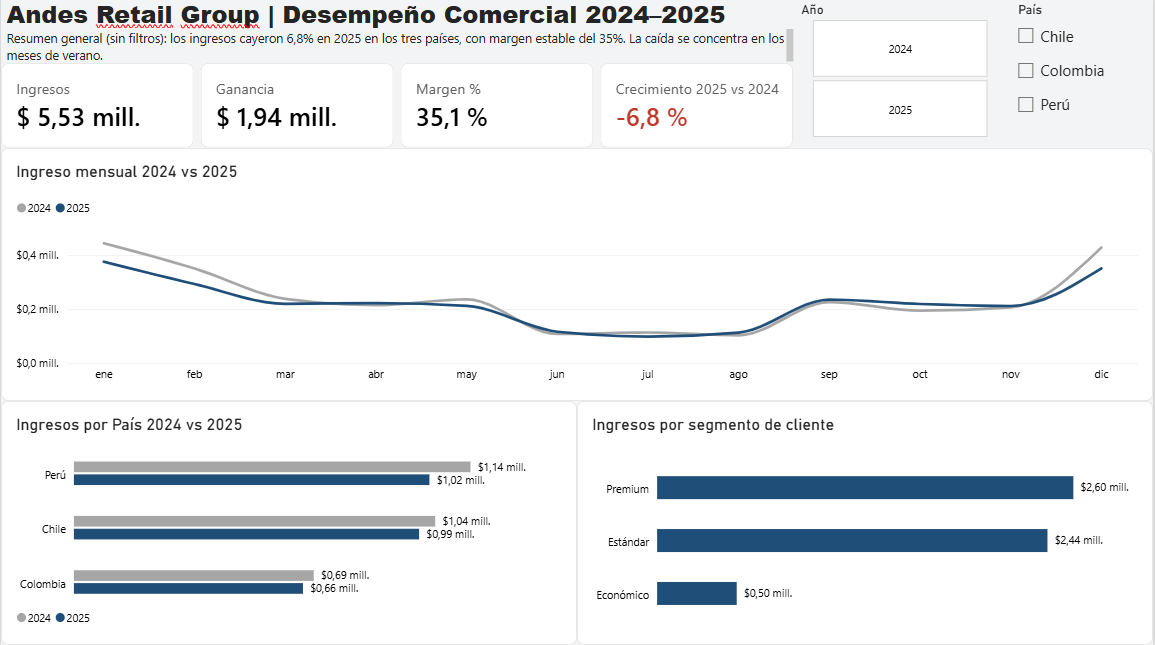 Andes Retail Group | Desempeño Comercial 2024–2025
Resumen general (sin filtros): los ingresos cayeron 6,8% en 2025 en los tres países, con margen estable del 35%. La caída se concentra en los
meses de verano.
Año
2024
2025
País
Chile
Colombia
Perú
Ingresos
$ 5,53 mill.
Ganancia
$ 1,94 mill.
Margen %
35,1 %
Crecimiento 2025 vs 2024
-6,8 %
Ingreso mensual 2024 vs 2025
2024 2025
$0,4 mill.
$0,2 mill.
$0,0 mill.
ene feb mar abr may jun jul ago sep oct nov dic
Ingresos por País 2024 vs 2025
Perú
$1,14 mill.
$1,02 mill.
Chile
$1,04 mill.
$0,99 mill.
Colombia
$0,69 mill.
$0,66 mill.
2024 2025
Ingresos por segmento de cliente
Premium $2,60 mill.
Estándar $2,44 mill.
Económico $0,50 mill.